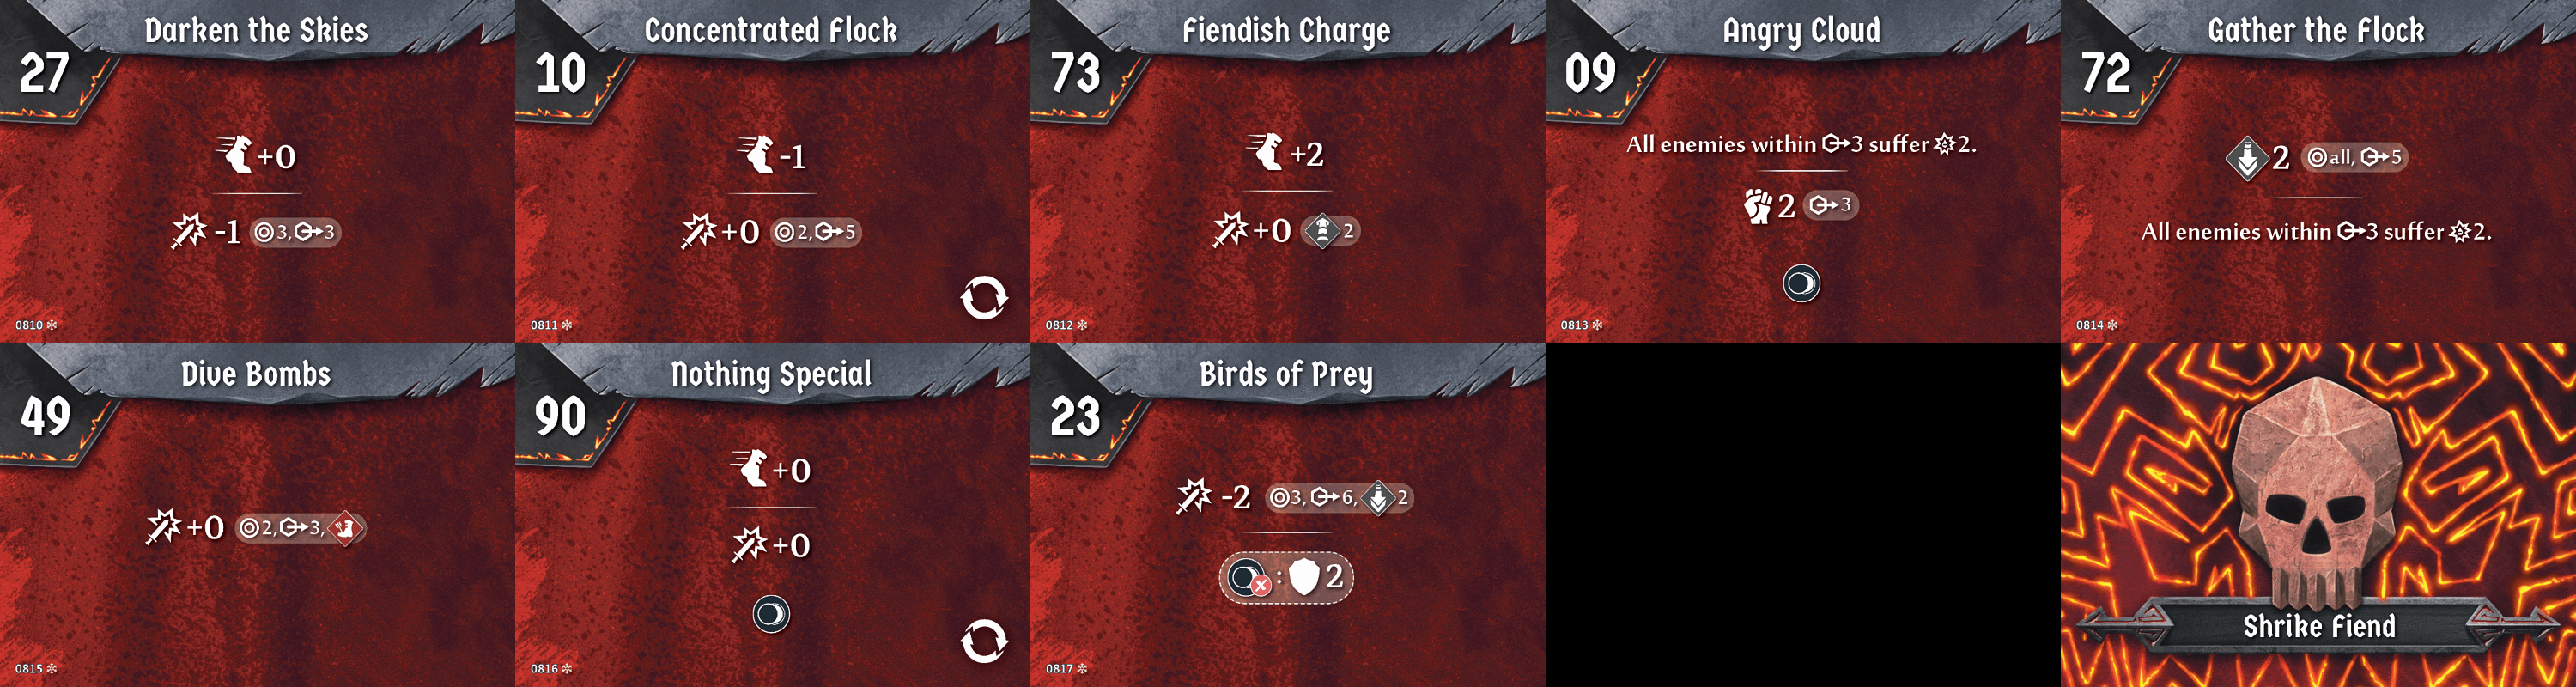 Darken the Skies
27
+0
-1 3, 3
0810
Concentrated Flock
10
-1
+0 2, 5
0811
Fiendish Charge
73
+2
+0 2
0812
Angry Cloud
09
All enemies within 3 suffer 2.
2 3
0813
Gather the Flock
72
2 all, 5
All enemies within 3 suffer 2.
0814
Dive Bombs
49
+0 2, 3,
0815
Nothing Special
90
+0
+0
0816
Birds of Prey
23
-2 3, 6, 2
: 2
0817
Shrike Fiend